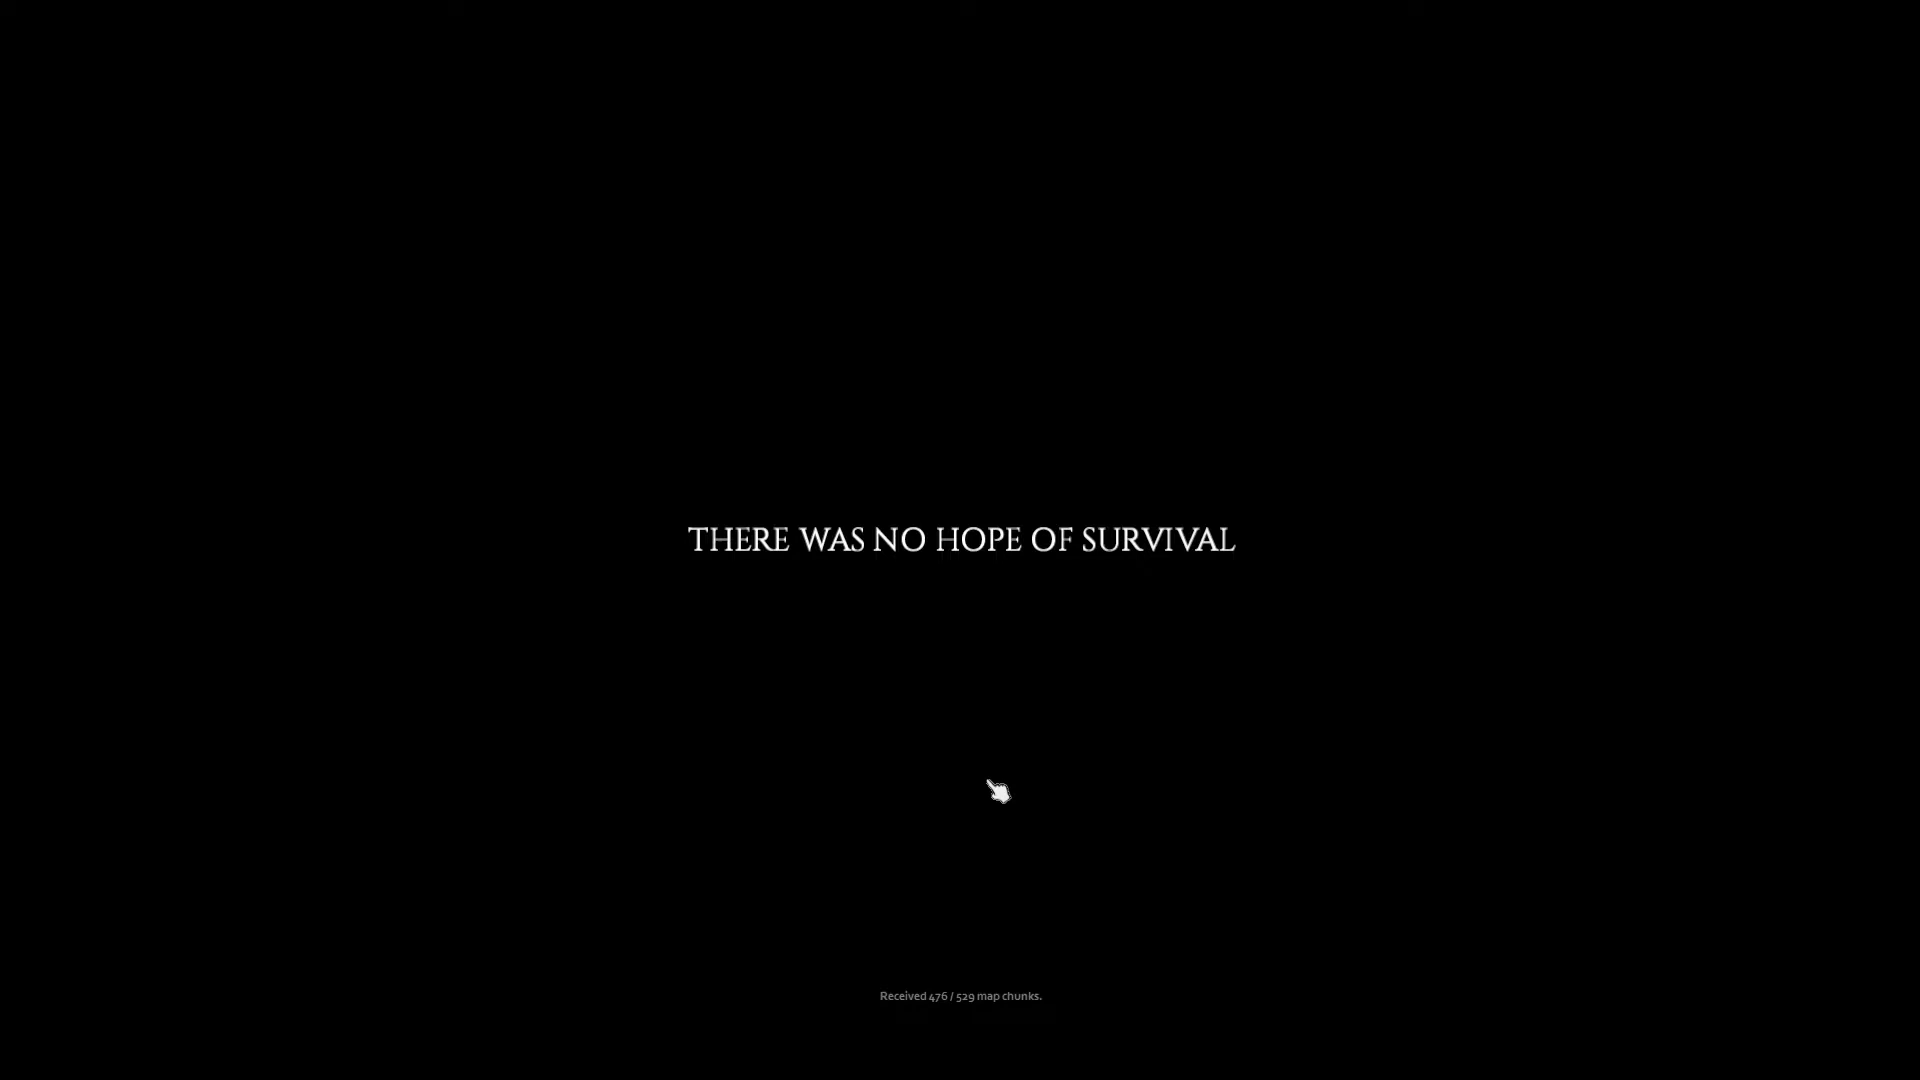 THERE WAS NO HOPE OF SURVIVAL
Received 476 / 529 map chunks.